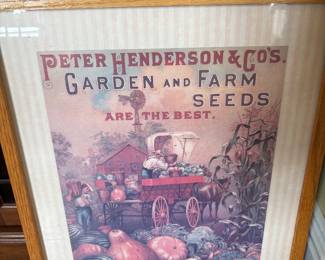 PETER HENDERSON & CO'S.
GARDEN AND FARM
SEEDS
ARE THE BEST.